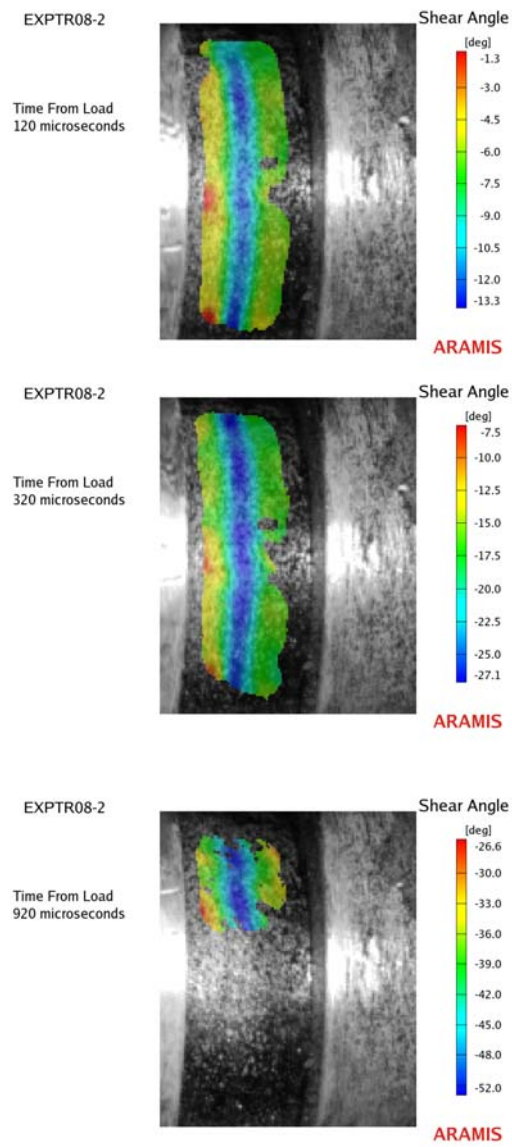 EXPTR08-2
Shear Angle
[deg]
Time From Load
120 microseconds
-1.3
-3.0
-4.5
-6.0
-7.5
-9.0
-10.5
-12.0
-13.3
ARAMIS
EXPTR08-2
Shear Angle
[deg]
Time From Load
320 microseconds
-7.5
-10.0
-12.5
-15.0
-17.5
-20.0
-22.5
-25.0
-27.1
ARAMIS
EXPTR08-2
Shear Angle
[deg]
Time From Load
920 microseconds
-26.6
-30.0
-33.0
-36.0
-39.0
-42.0
-45.0
-48.0
-52.0
ARAMIS